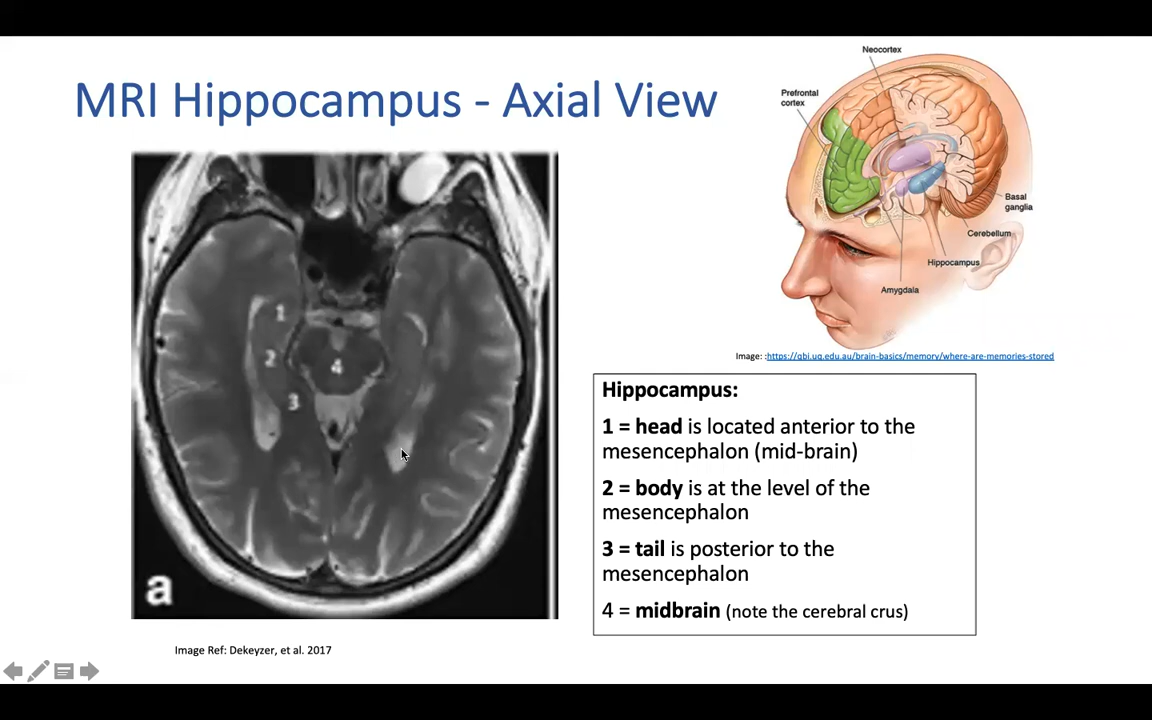 MRI Hippocampus - Axial View
Neocortex
Prefrontal
cortex
Basal
ganglia
Cerebellum
Hippocampus
Amygdala
Image: :https://qbi.uq.edu.au/brain-basics/memory/where-are-memories-stored
1
2
3
4
a
Hippocampus:
1 = head is located anterior to the
mesencephalon (mid-brain)
2 = body is at the level of the
mesencephalon
3 = tail is posterior to the
mesencephalon
4 = midbrain (note the cerebral crus)
Image Ref: Dekeyzer, et al. 2017